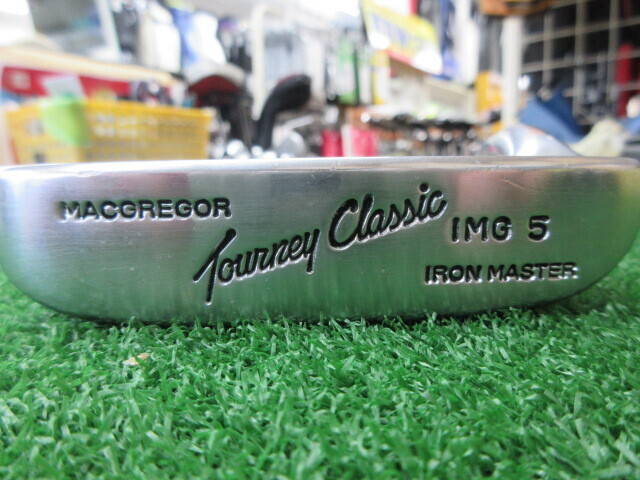 MACGREGOR
Tourney Classic
IMG 5
IRON MASTER